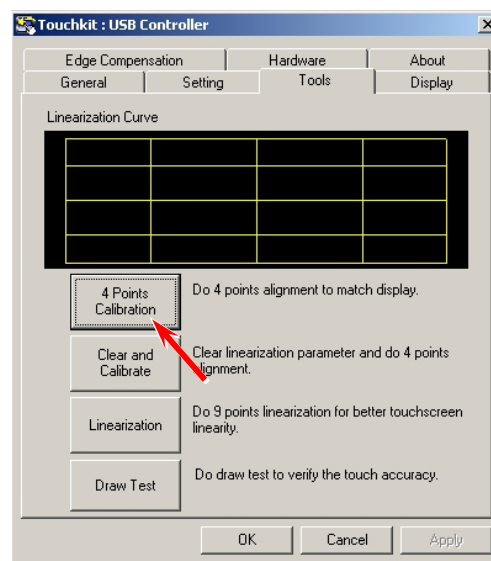 Touchkit : USB Controller
Edge Compensation Hardware About
General Setting Tools Display
Linearization Curve
4 Points
Calibration
Do 4 points alignment to match display.
Clear and
Calibrate
Clear linearization parameter and do 4 points
alignment.
Linearization
Do 9 points linearization for better touchscreen
linearity.
Draw Test
Do draw test to verify the touch accuracy.
OK Cancel Apply